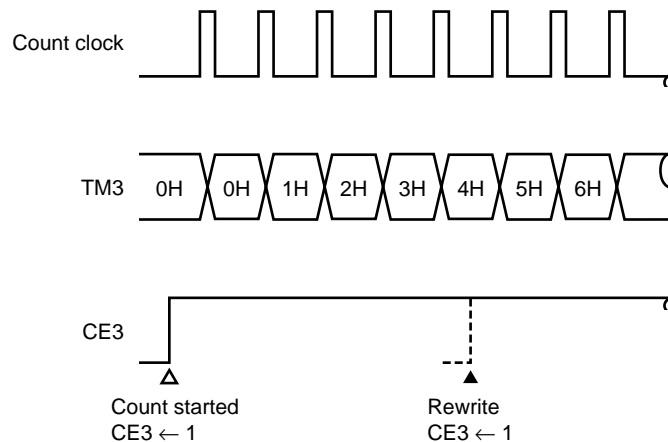 Count clock
TM3
0H 0H 1H 2H 3H 4H 5H 6H
CE3
Count started
CE3 ← 1
Rewrite
CE3 ← 1